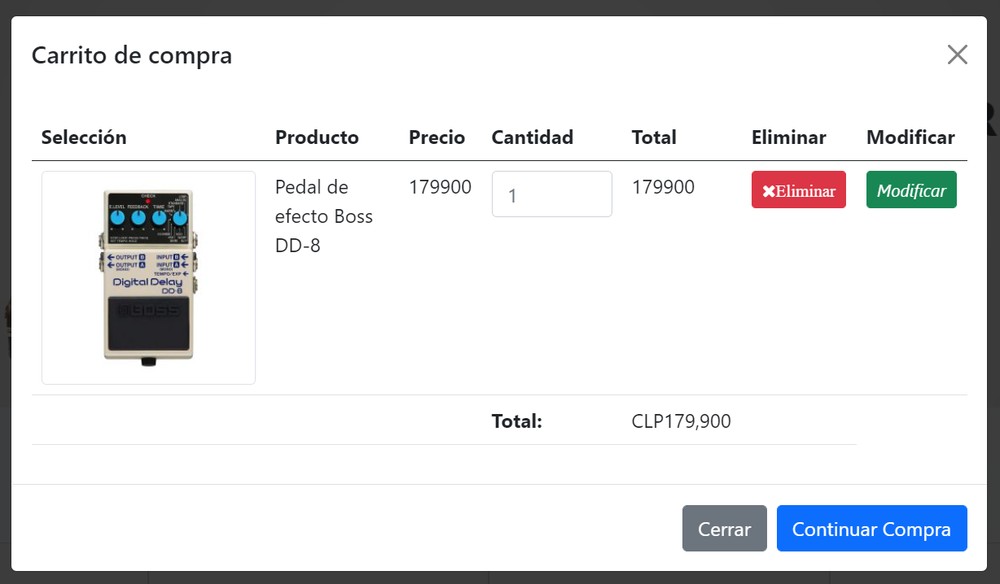 Carrito de compra
Selección Producto Precio Cantidad Total Eliminar Modificar
Pedal de efecto Boss DD-8 179900 1 179900 ✖Eliminar Modificar
CHECK
E.LEVEL FEEDBACK TIME
OUTPUT B INPUT B
OUTPUT A INPUT A
TEMPO/EXP
Digital Delay
DD-8
BOSS
Total: CLP179,900
Cerrar Continuar Compra